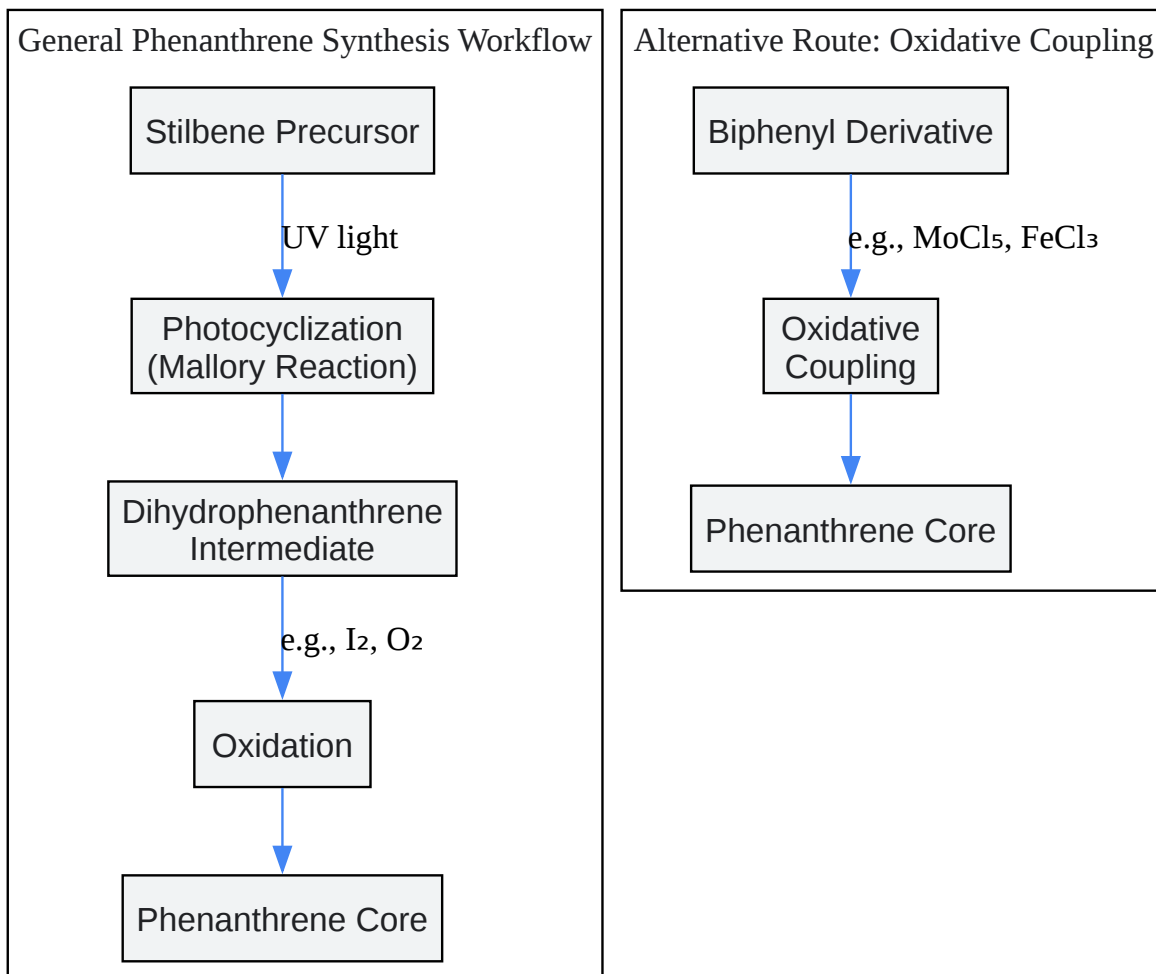 General Phenanthrene Synthesis Workflow
Stilbene Precursor
UV light
Photocyclization
(Mallory Reaction)
Dihydrophenanthrene
Intermediate
e.g., I₂, O₂
Oxidation
Phenanthrene Core
Alternative Route: Oxidative Coupling
Biphenyl Derivative
e.g., MoCl₅, FeCl₃
Oxidative
Coupling
Phenanthrene Core